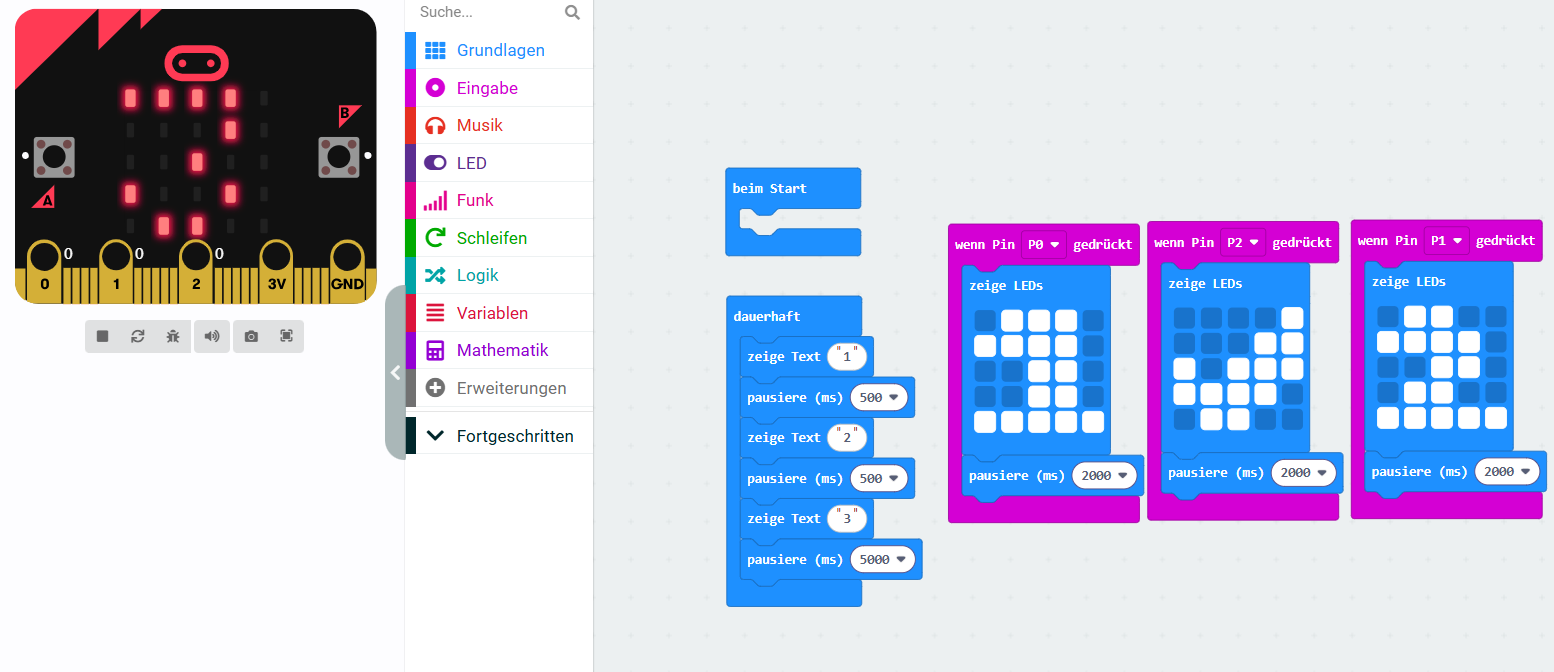 B
A
0
0
0
0
1
2
3V
GND
Suche...
Grundlagen
Eingabe
Musik
LED
Funk
Schleifen
Logik
Variablen
Mathematik
Erweiterungen
Fortgeschritten
beim Start
dauerhaft
zeige Text "1"
pausiere (ms) 500
zeige Text "2"
pausiere (ms) 500
zeige Text "3"
pausiere (ms) 5000
wenn Pin P0 gedrückt
zeige LEDs
pausiere (ms) 2000
wenn Pin P2 gedrückt
zeige LEDs
pausiere (ms) 2000
wenn Pin P1 gedrückt
zeige LEDs
pausiere (ms) 2000